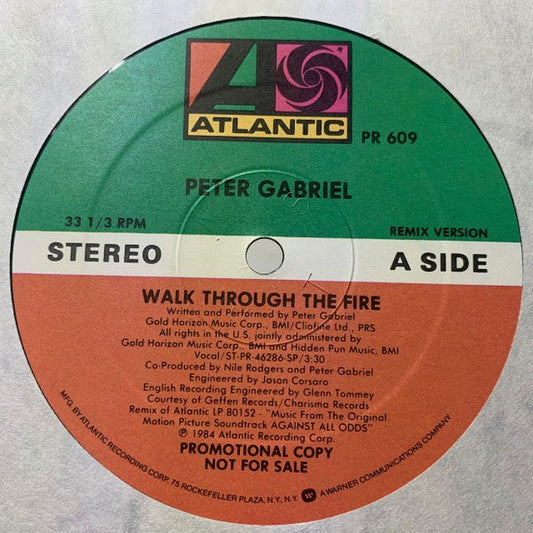 ATLANTIC
PR 609
PETER GABRIEL
33 1/3 RPM
REMIX VERSION
STEREO
A SIDE
WALK THROUGH THE FIRE
Written and Performed by Peter Gabriel
Gold Horizon Music Corp., BMI/Cliofine Ltd., PRS
All rights in the U.S. jointly administered by
Gold Horizon Music Corp., BMI and Hidden Pun Music, BMI
Vocal/ST-PR-46286-SP/3:30
Co-Produced by Nile Rodgers and Peter Gabriel
Engineered by Jason Corsaro
English Recording Engineered by Glenn Tommey
Courtesy of Geffen Records/Charisma Records
Remix of Atlantic LP 80152 - "Music From The Original
Motion Picture Soundtrack AGAINST ALL ODDS"
℗ 1984 Atlantic Recording Corp.
PROMOTIONAL COPY
NOT FOR SALE
MFG. BY ATLANTIC RECORDING CORP. 75 ROCKEFELLER PLAZA, N.Y., N.Y. A WARNER COMMUNICATIONS COMPANY